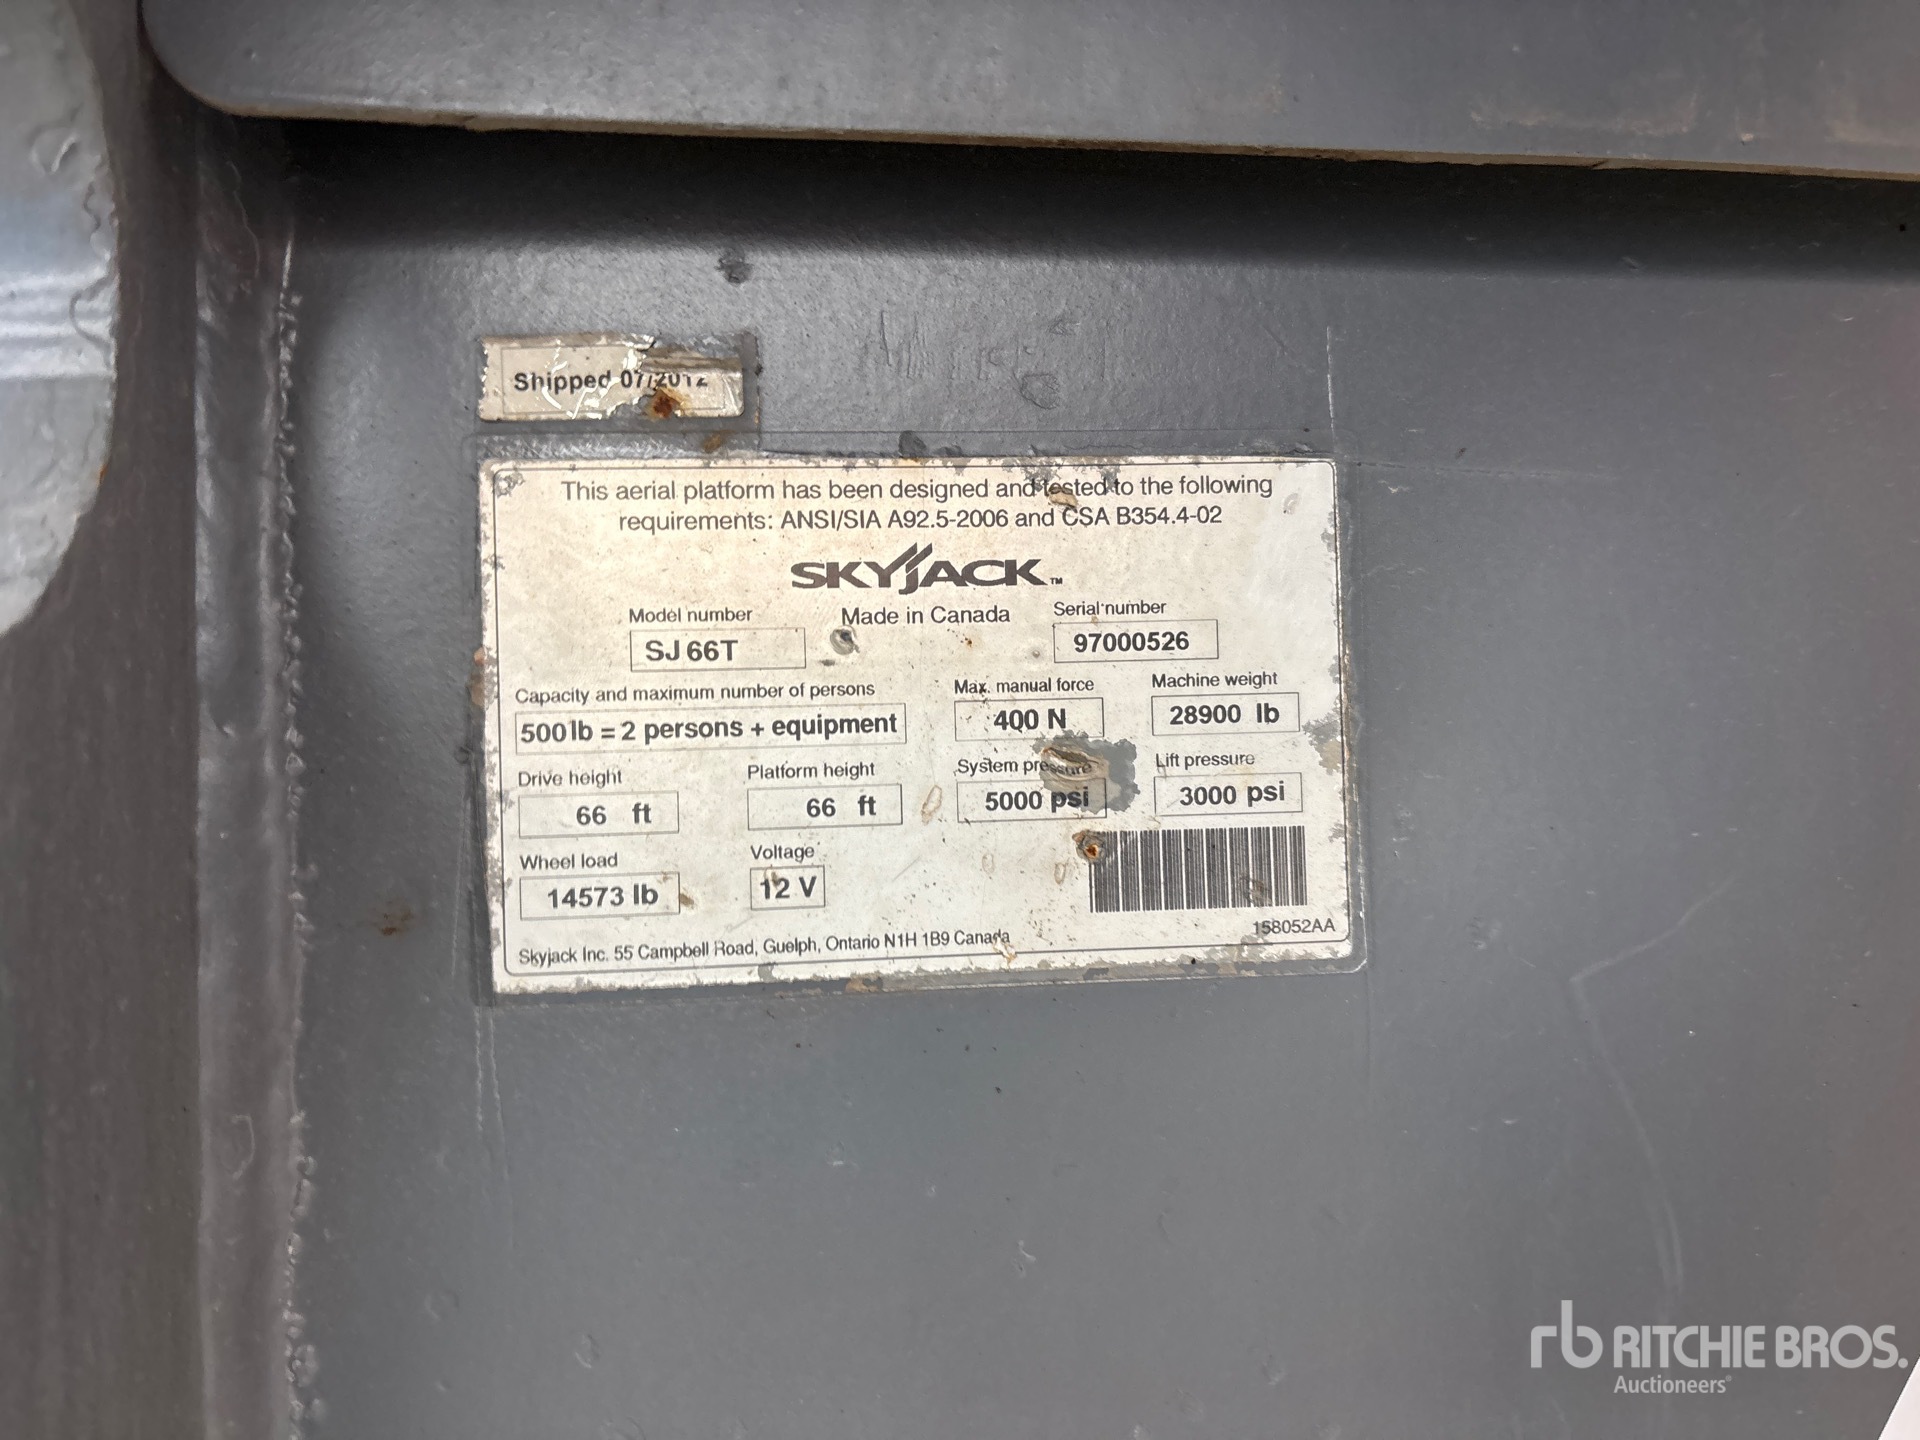 Shipped 07/2012
This aerial platform has been designed and tested to the following
requirements: ANSI/SIA A92.5-2006 and CSA B354.4-02
SKYJACK™
Model number Made in Canada Serial number
SJ 66T 97000526
Capacity and maximum number of persons Max. manual force Machine weight
500 lb = 2 persons + equipment 400 N 28900 lb
Drive height Platform height System pressure Lift pressure
66 ft 66 ft 5000 psi 3000 psi
Wheel load Voltage
14573 lb 12 V
158052AA
Skyjack Inc. 55 Campbell Road, Guelph, Ontario N1H 1B9 Canada
rb RITCHIE BROS.
Auctioneers®